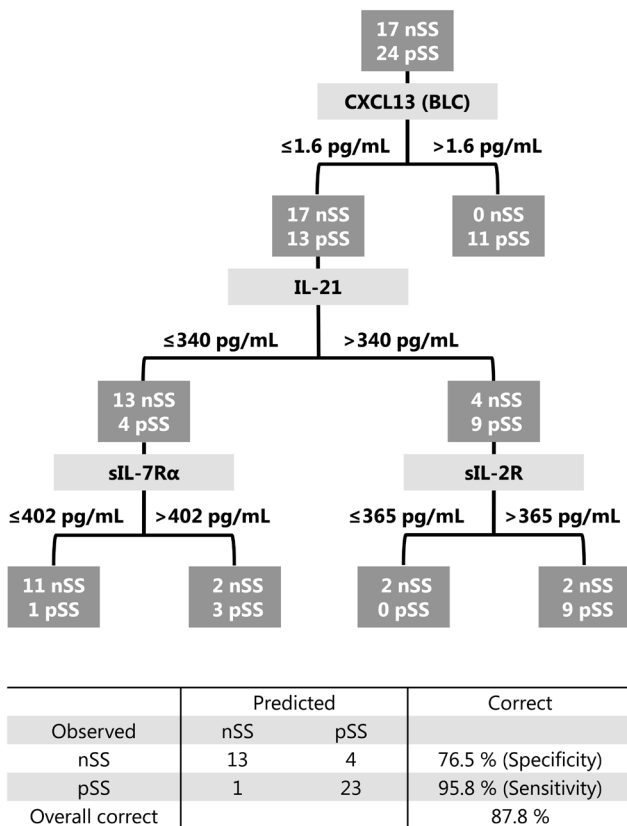 17 nSS
24 pSS
CXCL13 (BLC)
≤1.6 pg/mL >1.6 pg/mL
17 nSS 0 nSS
13 pSS 11 pSS
IL-21
≤340 pg/mL >340 pg/mL
13 nSS 4 nSS
4 pSS 9 pSS
sIL-7Rα sIL-2R
≤402 pg/mL >402 pg/mL ≤365 pg/mL >365 pg/mL
11 nSS 2 nSS 2 nSS 2 nSS
1 pSS 3 pSS 0 pSS 9 pSS
Predicted Correct
Observed nSS pSS
nSS 13 4 76.5 % (Specificity)
pSS 1 23 95.8 % (Sensitivity)
Overall correct 87.8 %